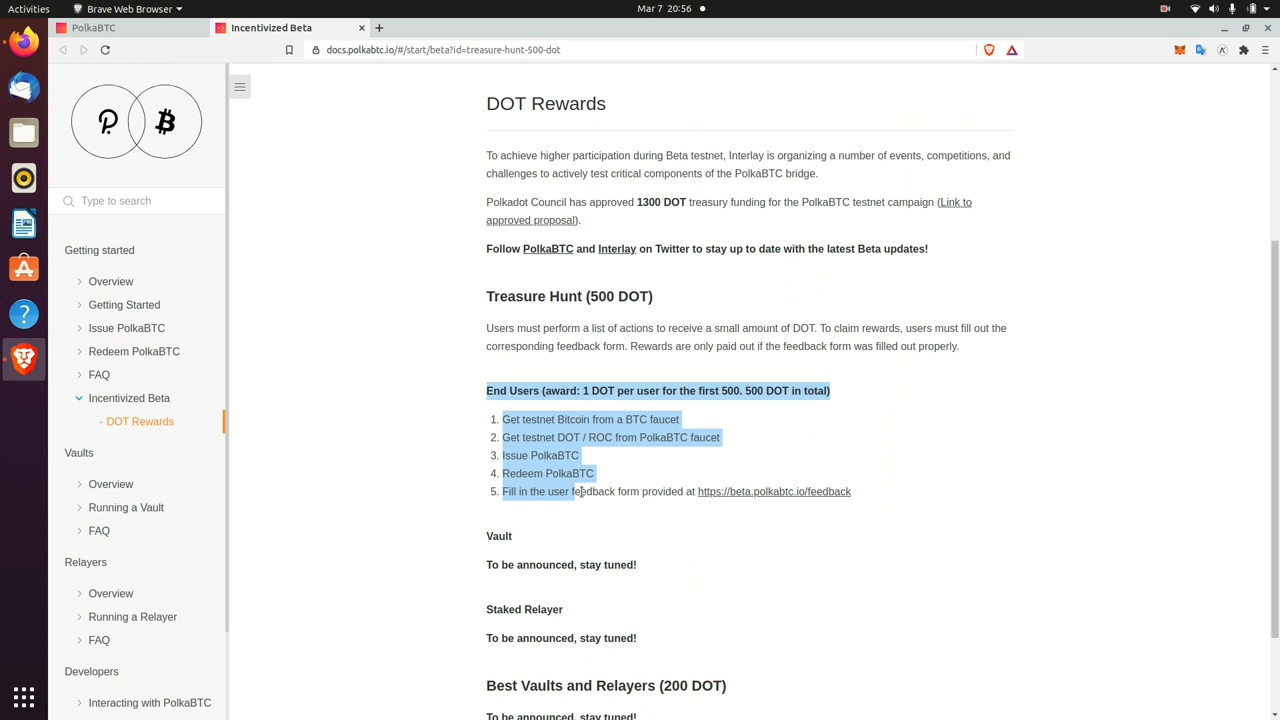 Activities
Brave Web Browser
Mar 7 20:56
PolkaBTC
Incentivized Beta
docs.polkabtc.io/#/start/beta?id=treasure-hunt-500-dot
Type to search
Getting started
Overview
Getting Started
Issue PolkaBTC
Redeem PolkaBTC
FAQ
Incentivized Beta
- DOT Rewards
Vaults
Overview
Running a Vault
FAQ
Relayers
Overview
Running a Relayer
FAQ
Developers
Interacting with PolkaBTC
DOT Rewards
To achieve higher participation during Beta testnet, Interlay is organizing a number of events, competitions, and
challenges to actively test critical components of the PolkaBTC bridge.
Polkadot Council has approved 1300 DOT treasury funding for the PolkaBTC testnet campaign (Link to
approved proposal).
Follow PolkaBTC and Interlay on Twitter to stay up to date with the latest Beta updates!
Treasure Hunt (500 DOT)
Users must perform a list of actions to receive a small amount of DOT. To claim rewards, users must fill out the
corresponding feedback form. Rewards are only paid out if the feedback form was filled out properly.
End Users (award: 1 DOT per user for the first 500. 500 DOT in total)
1. Get testnet Bitcoin from a BTC faucet
2. Get testnet DOT / ROC from PolkaBTC faucet
3. Issue PolkaBTC
4. Redeem PolkaBTC
5. Fill in the user feedback form provided at https://beta.polkabtc.io/feedback
Vault
To be announced, stay tuned!
Staked Relayer
To be announced, stay tuned!
Best Vaults and Relayers (200 DOT)
To be announced, stay tuned!